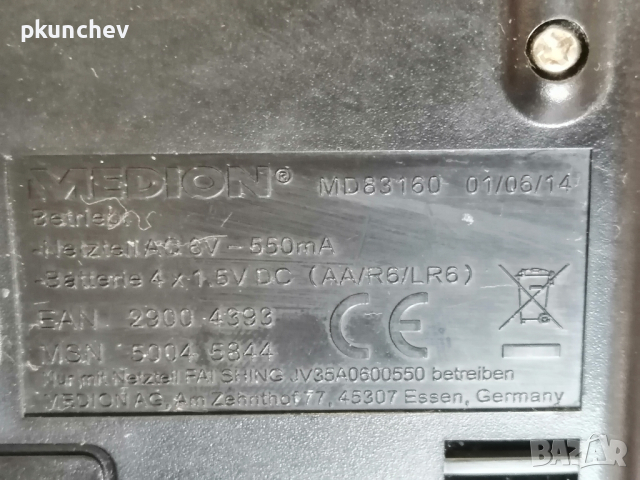 pkunchev
MEDION® MD83160 01/06/14
Betrieb:
-Netzteil AC 6V ~ 550mA
-Batterie 4 x 1,5V DC (AA/R6/LR6)
EAN 2900 4393
MSN 5004 5844
Nur mit Netzteil PAI SHING JV35A0600550 betreiben
MEDION AG, Am Zehnthof 77, 45307 Essen, Germany
CE
BAZAR